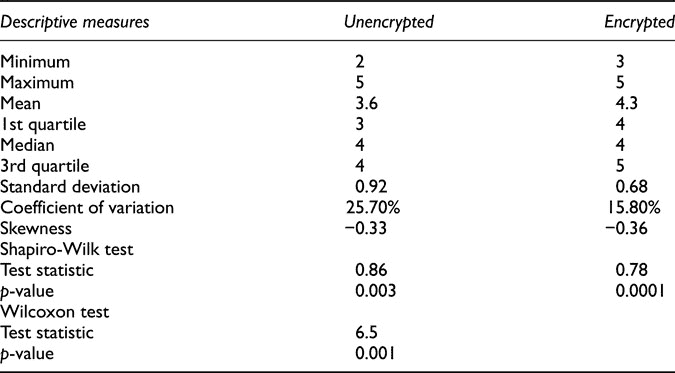 Descriptive measures Unencrypted Encrypted
Minimum 2 3
Maximum 5 5
Mean 3.6 4.3
1st quartile 3 4
Median 4 4
3rd quartile 4 5
Standard deviation 0.92 0.68
Coefficient of variation 25.70% 15.80%
Skewness −0.33 −0.36
Shapiro-Wilk test
Test statistic 0.86 0.78
p-value 0.003 0.0001
Wilcoxon test
Test statistic 6.5
p-value 0.001